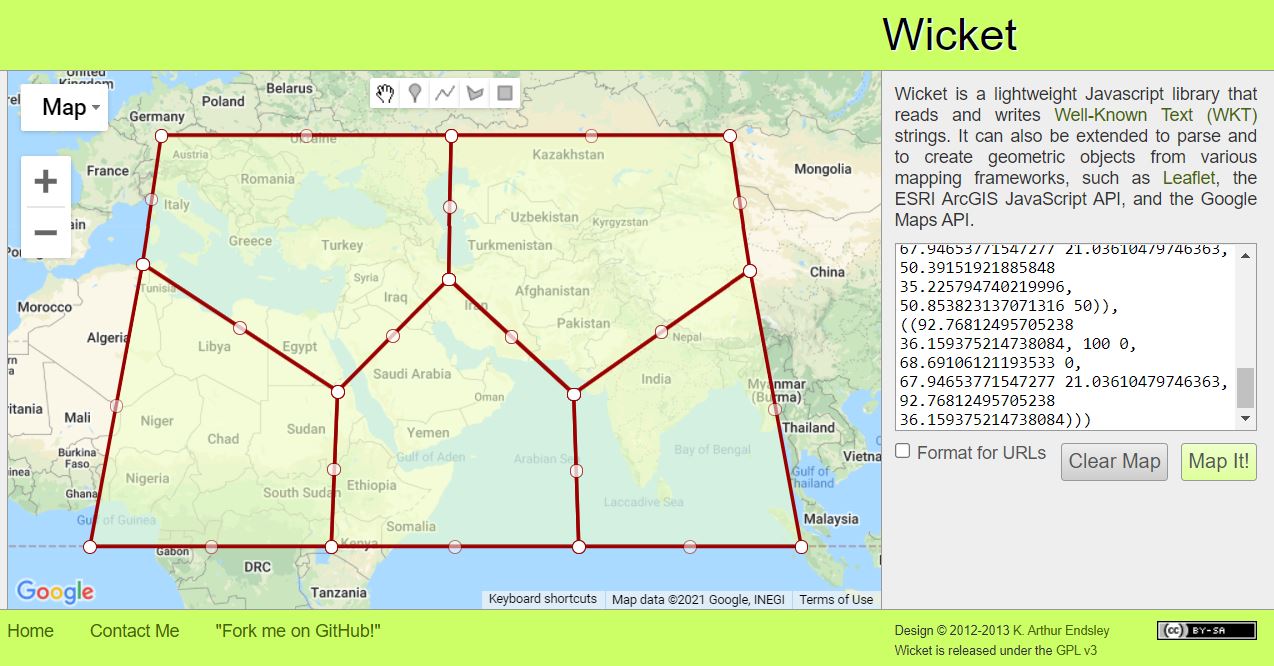 Wicket
United
Kingdom
Belarus
Poland
Germany
Map
Ukraine
Austria
Kazakhstan
Mongolia
France
Romania
Italy
Uzbekistan
Kyrgyzstan
ain
Greece
Turkey
Turkmenistan
China
Syria
Tunisia
Iraq
Iran
Afghanistan
Morocco
Algeria
Libya
Egypt
Pakistan
Nepal
Saudi Arabia
India
Oman
Myanmar
(Burma)
ritania
Mali
Niger
Chad
Sudan
Yemen
Thailand
Burkina
Faso
Gulf of Aden
Arabian Sea
Bay of Bengal
Vietna
inea
Nigeria
South Sudan
Ethiopia
Gulf of
Thailand
Ghana
Laccadive Sea
Gulf of Guinea
Somalia
Malaysia
Gabon
Kenya
DRC
Tanzania
Google
Keyboard shortcuts
Map data ©2021 Google, INEGI
Terms of Use
Wicket is a lightweight Javascript library that
reads and writes Well-Known Text (WKT)
strings. It can also be extended to parse and
to create geometric objects from various
mapping frameworks, such as Leaflet, the
ESRI ArcGIS JavaScript API, and the Google
Maps API.
67.94653771547277 21.03610479746363,
50.39151921885848
35.225794740219996,
50.853823137071316 50)),
((92.76812495705238
36.159375214738084, 100 0,
68.69106121193533 0,
67.94653771547277 21.03610479746363,
92.76812495705238
36.159375214738084)))
Format for URLs
Clear Map
Map It!
Home
Contact Me
"Fork me on GitHub!"
Design © 2012-2013 K. Arthur Endsley
Wicket is released under the GPL v3
cc BY-SA